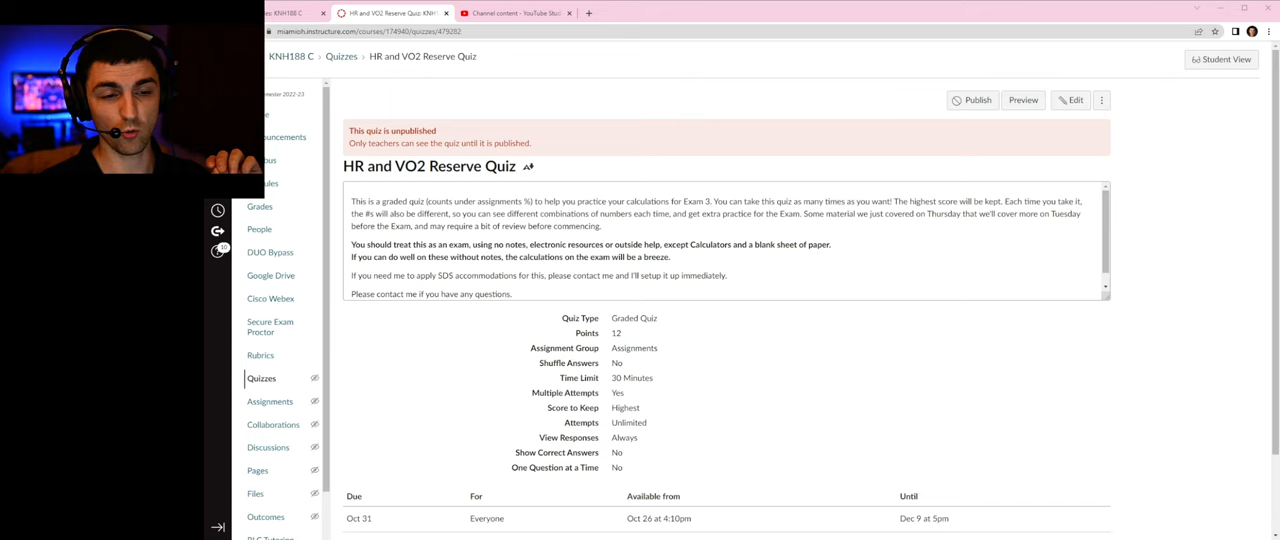 es: KNH188 C
HR and VO2 Reserve Quiz: KNH1
Channel content - YouTube Stud
miamioh.instructure.com/courses/174940/quizzes/479282
KNH188 C > Quizzes > HR and VO2 Reserve Quiz
Student View
emester 2022-23
Publish
Preview
Edit
This quiz is unpublished
Only teachers can see the quiz until it is published.
HR and VO2 Reserve Quiz
This is a graded quiz (counts under assignments %) to help you practice your calculations for Exam 3. You can take this quiz as many times as you want! The highest score will be kept. Each time you take it,
the #s will also be different, so you can see different combinations of numbers each time, and get extra practice for the Exam. Some material we just covered on Thursday that we'll cover more on Tuesday
before the Exam, and may require a bit of review before commencing.
You should treat this as an exam, using no notes, electronic resources or outside help, except Calculators and a blank sheet of paper.
If you can do well on these without notes, the calculations on the exam will be a breeze.
If you need me to apply SDS accommodations for this, please contact me and I'll setup it up immediately.
Please contact me if you have any questions.
Quiz Type Graded Quiz
Points 12
Assignment Group Assignments
Shuffle Answers No
Time Limit 30 Minutes
Multiple Attempts Yes
Score to Keep Highest
Attempts Unlimited
View Responses Always
Show Correct Answers No
One Question at a Time No
Due For Available from Until
Oct 31 Everyone Oct 26 at 4:10pm Dec 9 at 5pm
e
ouncements
bus
ules
Grades
People
10
DUO Bypass
Google Drive
Cisco Webex
Secure Exam
Proctor
Rubrics
Quizzes
Assignments
Collaborations
Discussions
Pages
Files
Outcomes